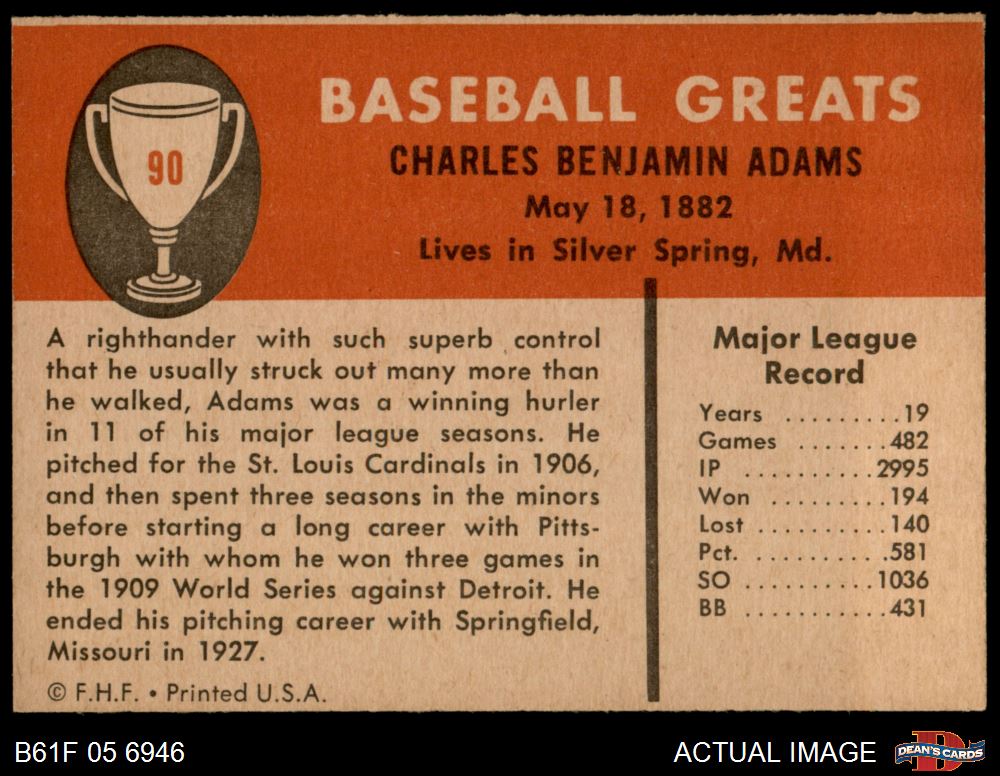 90
BASEBALL GREATS
CHARLES BENJAMIN ADAMS
May 18, 1882
Lives in Silver Spring, Md.
A righthander with such superb control
that he usually struck out many more than
he walked, Adams was a winning hurler
in 11 of his major league seasons. He
pitched for the St. Louis Cardinals in 1906,
and then spent three seasons in the minors
before starting a long career with Pitts-
burgh with whom he won three games in
the 1909 World Series against Detroit. He
ended his pitching career with Springfield,
Missouri in 1927.
© F.H.F. • Printed U.S.A.
Major League
Record
Years .........19
Games .......482
IP ..........2995
Won .........194
Lost ..........140
Pct. ..........581
SO ..........1036
BB ...........431
B61F 05 6946
ACTUAL IMAGE
DEAN'S CARDS